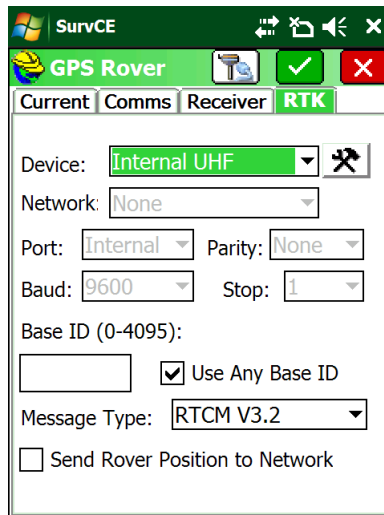 SurvCE
GPS Rover
Current Comms Receiver RTK
Device: Internal UHF
Network: None
Port: Internal Parity: None
Baud: 9600 Stop: 1
Base ID (0-4095):
Use Any Base ID
Message Type: RTCM V3.2
Send Rover Position to Network